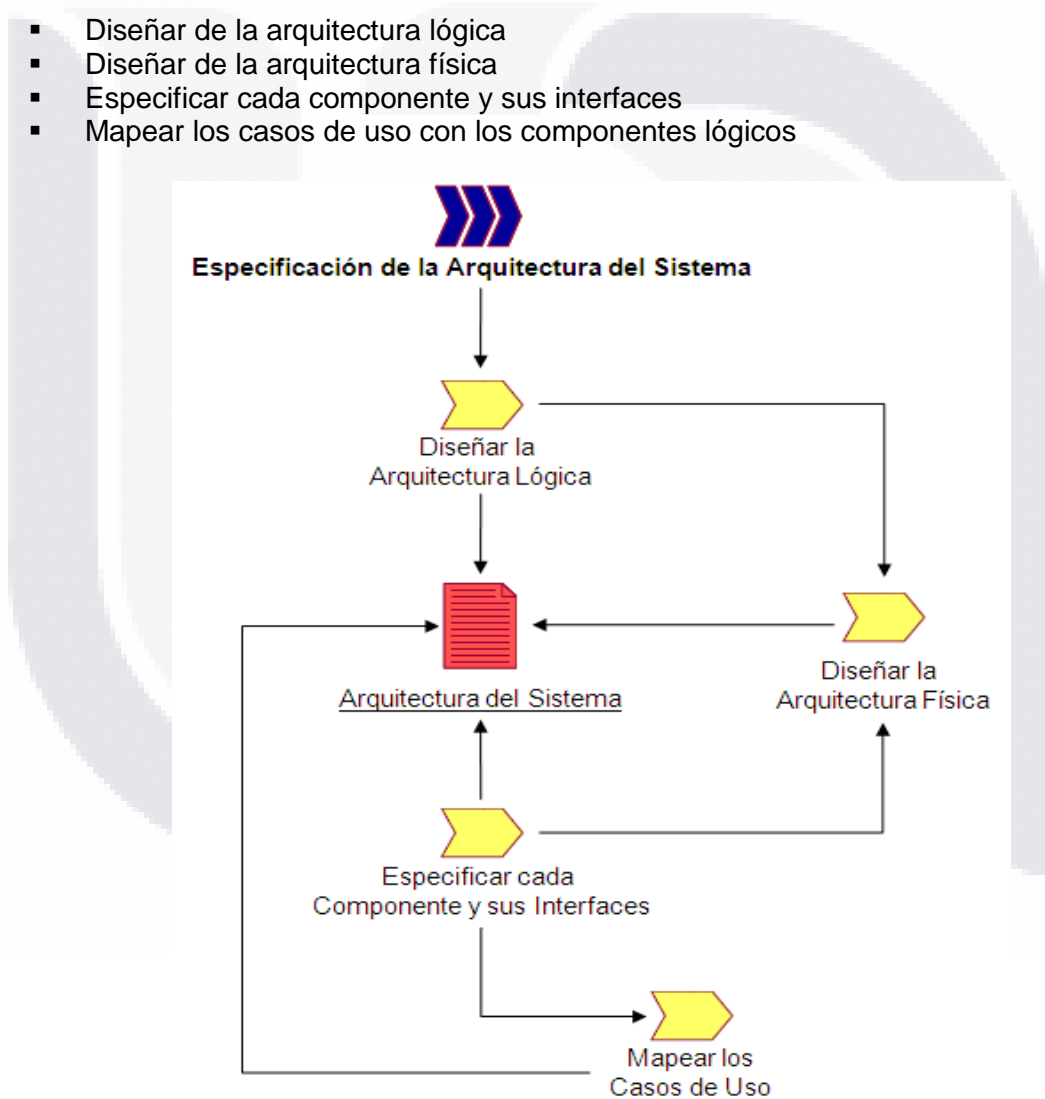 ▪ Diseñar de la arquitectura lógica
▪ Diseñar de la arquitectura física
▪ Especificar cada componente y sus interfaces
▪ Mapear los casos de uso con los componentes lógicos
Especificación de la Arquitectura del Sistema
Diseñar la
Arquitectura Lógica
Diseñar la
Arquitectura Física
Arquitectura del Sistema
Especificar cada
Componente y sus Interfaces
Mapear los
Casos de Uso